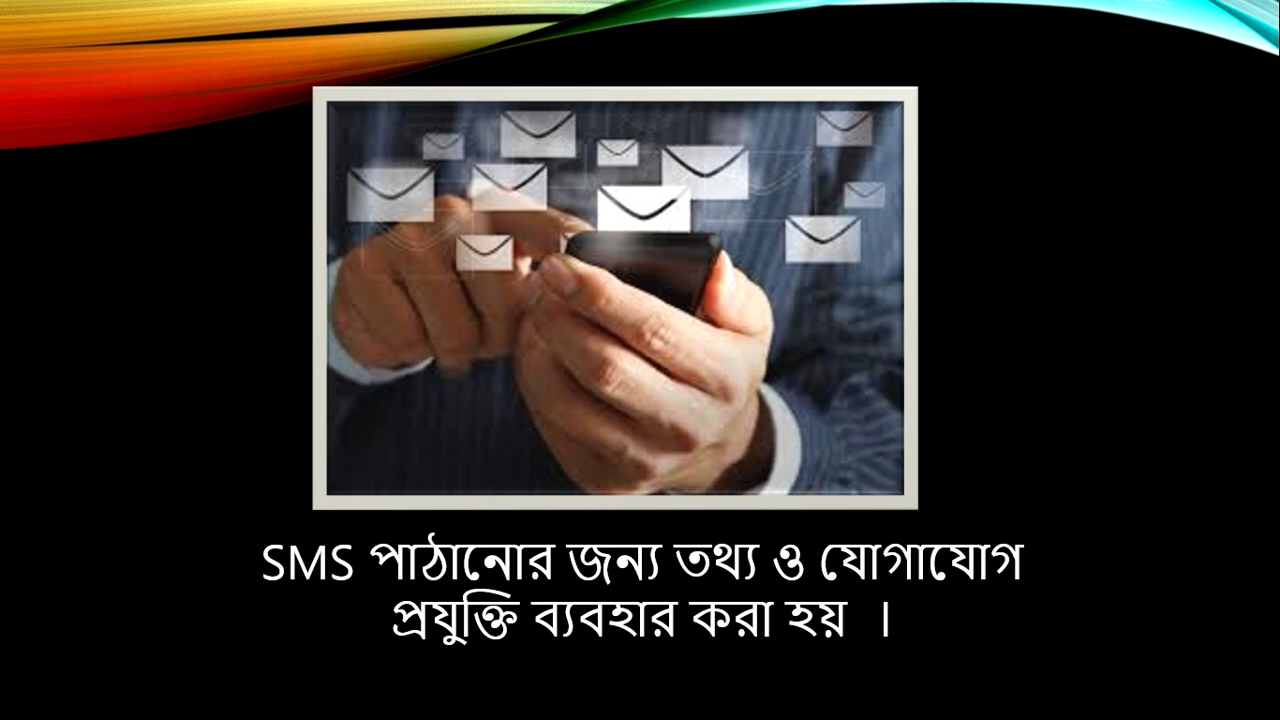 SMS পাঠানোর জন্য তথ্য ও যোগাযোগ
প্রযুক্তি ব্যবহার করা হয় ।